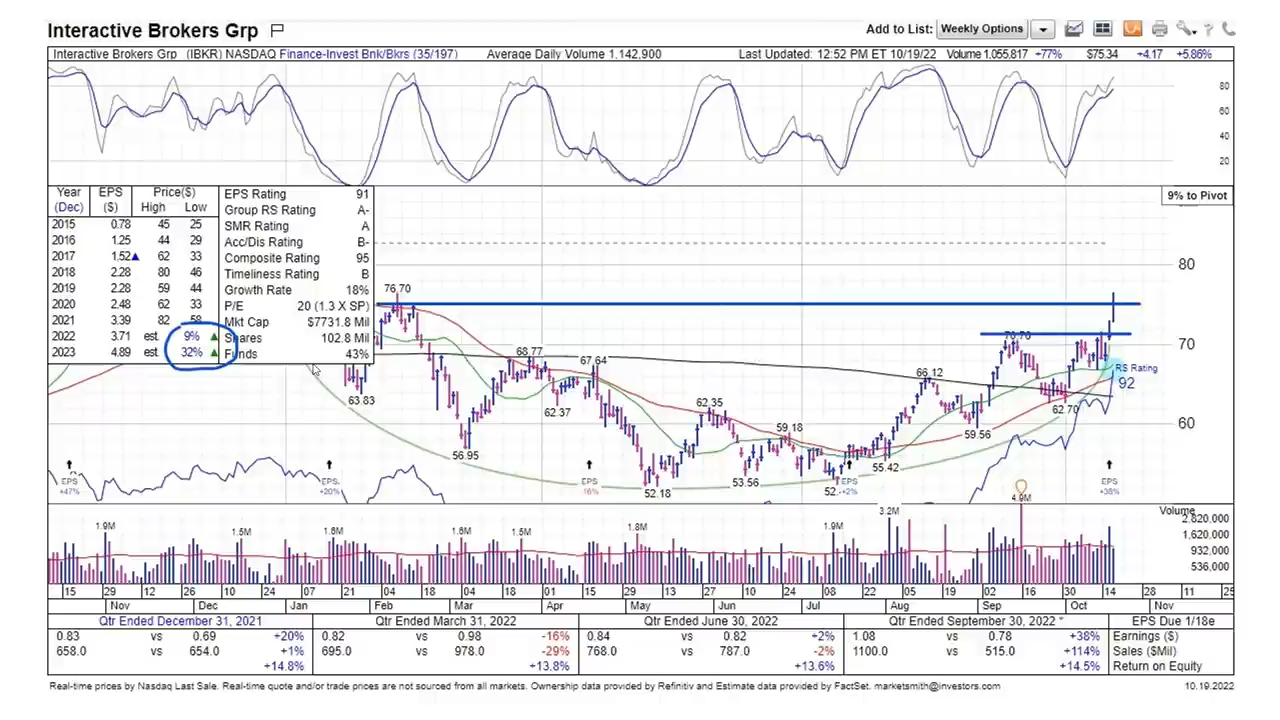 Interactive Brokers Grp
Add to List: Weekly Options
Interactive Brokers Grp (IBKR) NASDAQ Finance-Invest Bnk/Bkrs (35/197) Average Daily Volume 1,142,900 Last Updated: 12:52 PM ET 10/19/22 Volume 1,055,817 +77% $75.34 +4.17 +5.86%
80
60
40
20
9% to Pivot
Year EPS Price($)
(Dec) ($) High Low
2015 0.78 45 25
2016 1.25 44 29
2017 1.52 62 33
2018 2.28 80 46
2019 2.28 59 44
2020 2.48 62 33
2021 3.39 82 58
2022 3.71 est 9%
2023 4.89 est 32%
EPS Rating 91
Group RS Rating A-
SMR Rating A
Acc/Dis Rating B-
Composite Rating 95
Timeliness Rating B
Growth Rate 18%
P/E 20 (1.3 X SP)
Mkt Cap $7731.8 Mil
Shares 102.8 Mil
Funds 43%
80
70
60
76.70
63.83
56.95
68.77
62.37
67.64
52.18
62.35
53.56
59.18
52.
55.42
66.12
59.56
70.70
62.70
RS Rating
92
EPS +47%
EPS +20%
EPS -16%
EPS +2%
EPS +38%
1.9M 1.5M 1.6M 1.6M 1.5M 1.8M 1.9M 3.2M 4.9M
Volume
2,620,000
1,620,000
932,000
536,000
15 29 12 26 10 24 07 21 04 18 04 18 01 15 29 13 27 10 24 08 22 05 19 02 16 30 14 28 11 25
Nov Dec Jan Feb Mar Apr May Jun Jul Aug Sep Oct Nov
Qtr Ended December 31, 2021 Qtr Ended March 31, 2022 Qtr Ended June 30, 2022 Qtr Ended September 30, 2022 * EPS Due 1/18e
0.83 vs 0.69 +20% 0.82 vs 0.98 -16% 0.84 vs 0.82 +2% 1.08 vs 0.78 +38% Earnings ($)
658.0 vs 654.0 +1% 695.0 vs 978.0 -29% 768.0 vs 787.0 -2% 1100.0 vs 515.0 +114% Sales ($Mil)
+14.8% +13.8% +13.6% +14.5% Return on Equity
Real-time prices by Nasdaq Last Sale. Real-time quote and/or trade prices are not sourced from all markets. Ownership data provided by Refinitiv and Estimate data provided by FactSet. marketsmith@investors.com 10.19.2022